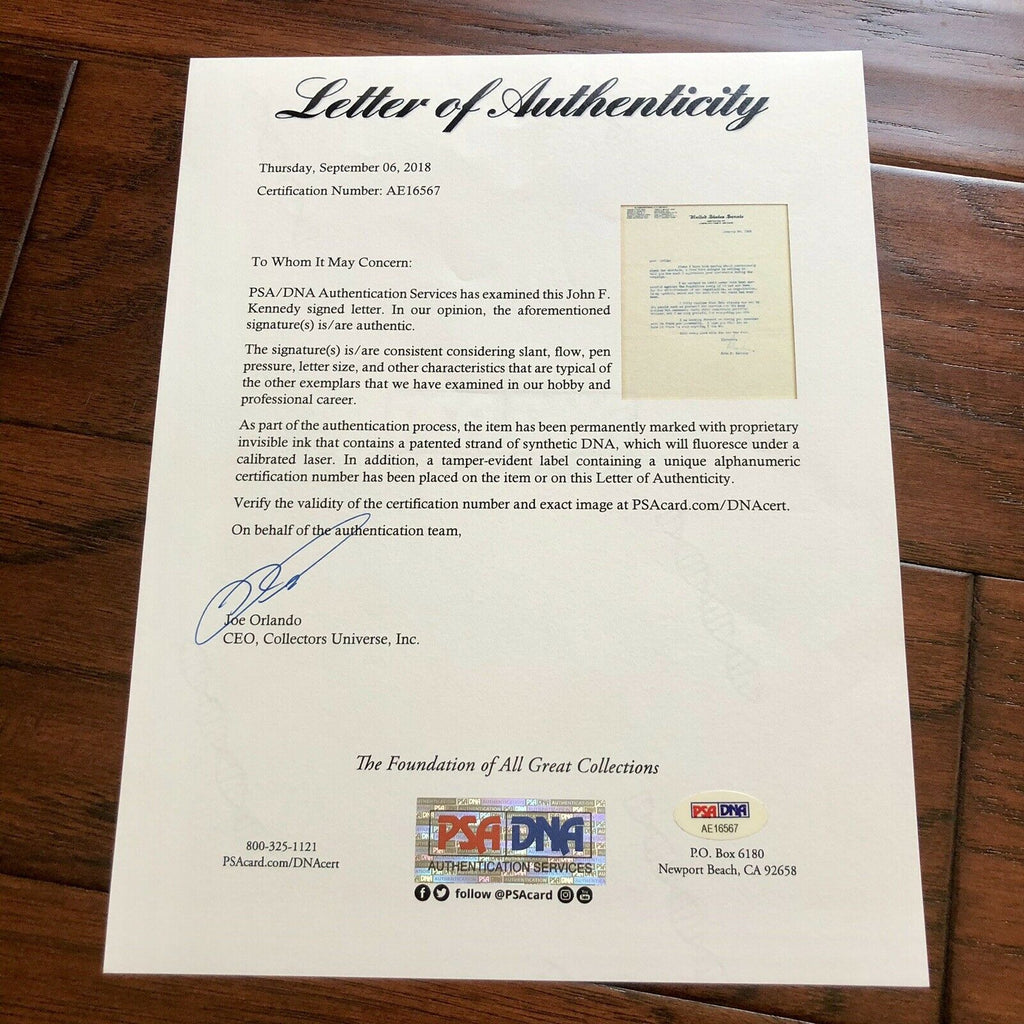 Letter of Authenticity
Thursday, September 06, 2018
Certification Number: AE16567
United States Senate
To Whom It May Concern:
PSA/DNA Authentication Services has examined this John F.
Kennedy signed letter. In our opinion, the aforementioned
signature(s) is/are authentic.
The signature(s) is/are consistent considering slant, flow, pen
pressure, letter size, and other characteristics that are typical of
the other exemplars that we have examined in our hobby and
professional career.
As part of the authentication process, the item has been permanently marked with proprietary
invisible ink that contains a patented strand of synthetic DNA, which will fluoresce under a
calibrated laser. In addition, a tamper-evident label containing a unique alphanumeric
certification number has been placed on the item or on this Letter of Authenticity.
Verify the validity of the certification number and exact image at PSAcard.com/DNAcert.
On behalf of the authentication team,
Joe Orlando
CEO, Collectors Universe, Inc.
The Foundation of All Great Collections
800-325-1121
PSAcard.com/DNAcert
PSA DNA
AUTHENTICATION SERVICES
follow @PSAcard
PSA DNA
AE16567
P.O. Box 6180
Newport Beach, CA 92658